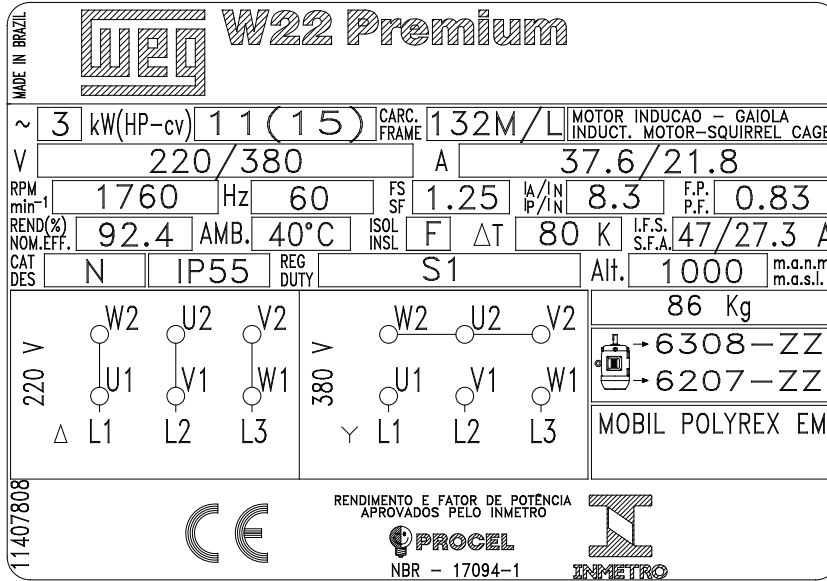 MADE IN BRAZIL
WEG W22 Premium
~ 3 kW(HP-cv) 11(15) CARC. FRAME 132M/L MOTOR INDUCAO - GAIOLA
INDUCT. MOTOR-SQUIRREL CAGE
V 220/380 A 37.6/21.8
RPM min-1 1760 Hz 60 FS SF 1.25 IA/IN IP/IN 8.3 F.P. P.F. 0.83
REND(%) NOM.EFF. 92.4 AMB. 40°C ISOL INSL F ΔT 80 K I.F.S. S.F.A. 47/27.3 A
CAT DES N IP55 REG DUTY S1 Alt. 1000 m.a.n.m m.a.s.l.
220 V
W2 U2 V2
U1 V1 W1
Δ L1 L2 L3
380 V
W2 U2 V2
U1 V1 W1
Y L1 L2 L3
86 Kg
6308-ZZ
6207-ZZ
MOBIL POLYREX EM
11407808
CE
RENDIMENTO E FATOR DE POTÊNCIA
APROVADOS PELO INMETRO
PROCEL
NBR - 17094-1
INMETRO